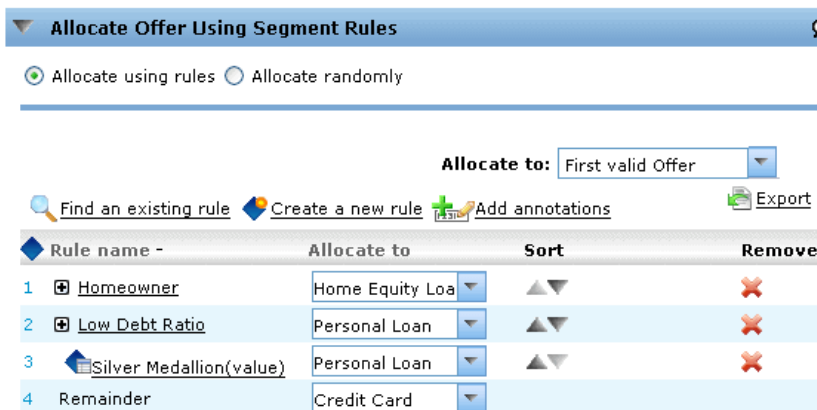 Allocate Offer Using Segment Rules
Allocate using rules Allocate randomly
Allocate to: First valid Offer
Find an existing rule Create a new rule Add annotations Export
Rule name - Allocate to Sort Remove
1 Homeowner Home Equity Loa
2 Low Debt Ratio Personal Loan
3 Silver Medallion(value) Personal Loan
4 Remainder Credit Card